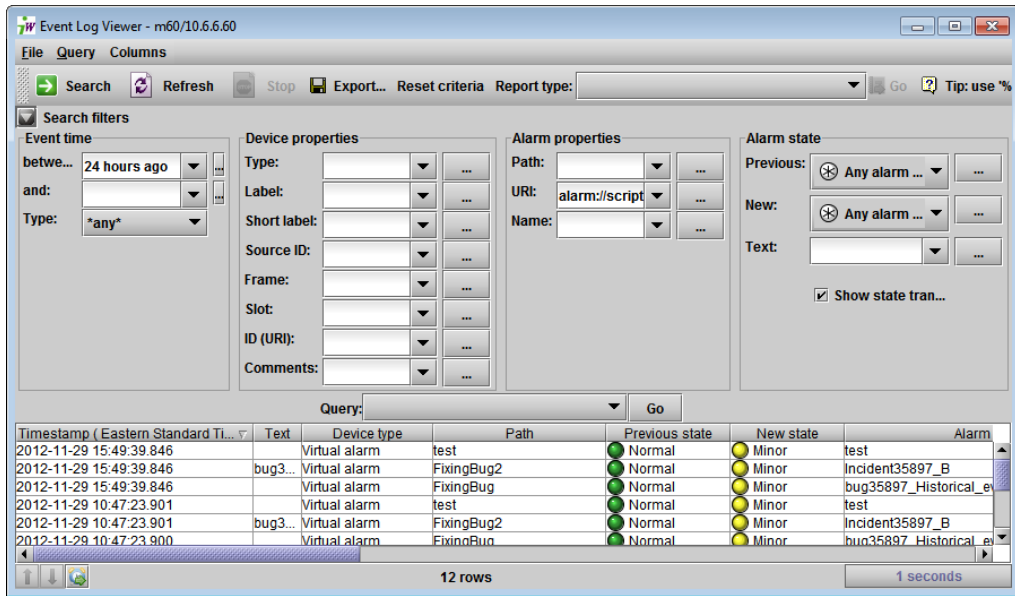 Event Log Viewer - m60/10.6.6.60
File Query Columns
Search Refresh Stop Export... Reset criteria Report type: Go Tip: use '%
Search filters
Event time Device properties Alarm properties Alarm state
betwe... 24 hours ago ... Type: ... Path: ... Previous: Any alarm ... ...
and: ... Label: ... URI: alarm://script ... New: Any alarm ... ...
Type: *any* Short label: ... Name: ... Text: ...
Source ID: ...
Frame: ... Show state tran...
Slot: ...
ID (URI): ...
Comments: ...
Query: Go
Timestamp ( Eastern Standard Ti... Text Device type Path Previous state New state Alarm
2012-11-29 15:49:39.846 Virtual alarm test Normal Minor test
2012-11-29 15:49:39.846 bug3... Virtual alarm FixingBug2 Normal Minor Incident35897_B
2012-11-29 15:49:39.846 Virtual alarm FixingBug Normal Minor bug35897_Historical_ev
2012-11-29 10:47:23.901 Virtual alarm test Normal Minor test
2012-11-29 10:47:23.901 bug3... Virtual alarm FixingBug2 Normal Minor Incident35897_B
2012-11-29 10:47:23.900 Virtual alarm FixingBug Normal Minor bug35897_Historical_ev
12 rows 1 seconds